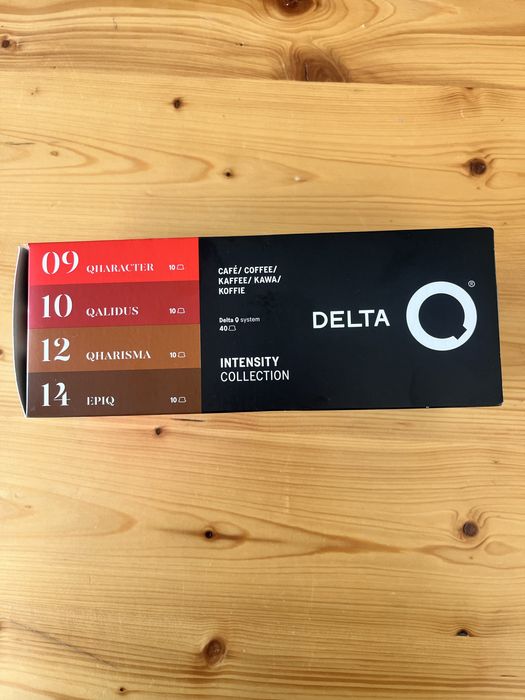 09 QHARACTER 10
10 QALIDUS 10
12 QHARISMA 10
14 EPIQ 10
CAFÉ/ COFFEE/
KAFFEE/ KAWA/
KOFFIE
Delta Q system
40
INTENSITY
COLLECTION
DELTA Q®